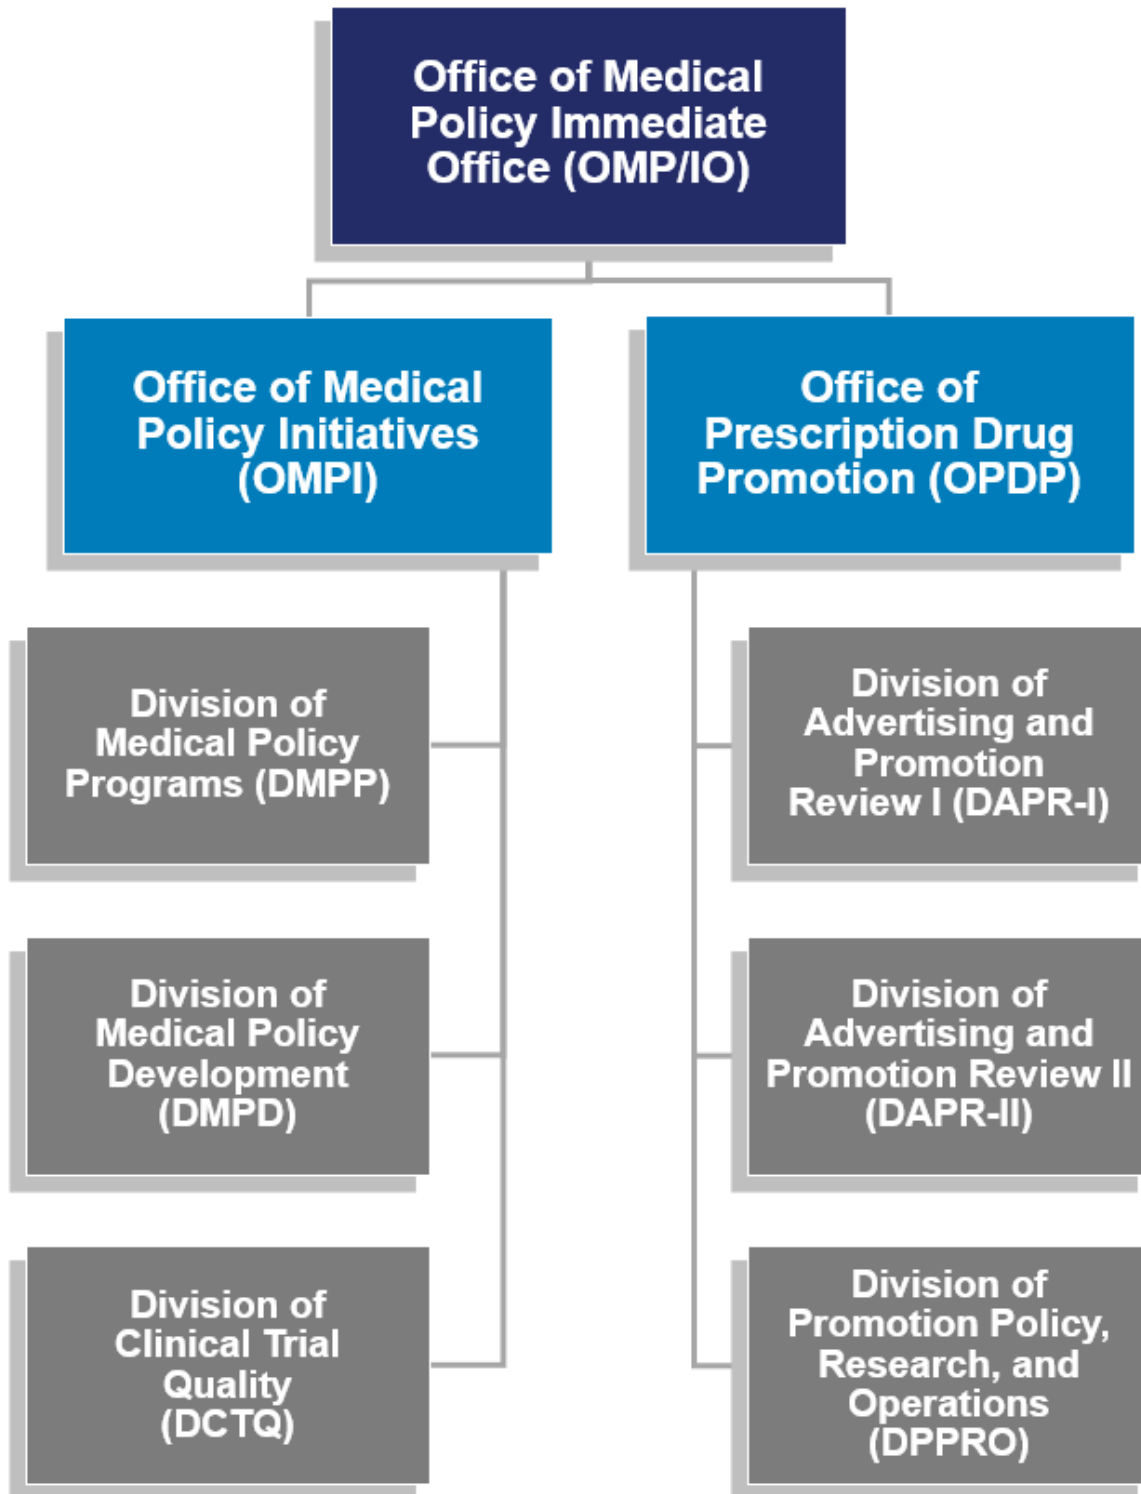 Office of Medical
Policy Immediate
Office (OMP/IO)
Office of Medical
Policy Initiatives
(OMPI)
Office of
Prescription Drug
Promotion (OPDP)
Division of
Medical Policy
Programs (DMPP)
Division of
Advertising and
Promotion
Review I (DAPR-I)
Division of
Medical Policy
Development
(DMPD)
Division of
Advertising and
Promotion Review II
(DAPR-II)
Division of
Clinical Trial
Quality
(DCTQ)
Division of
Promotion Policy,
Research, and
Operations
(DPPRO)